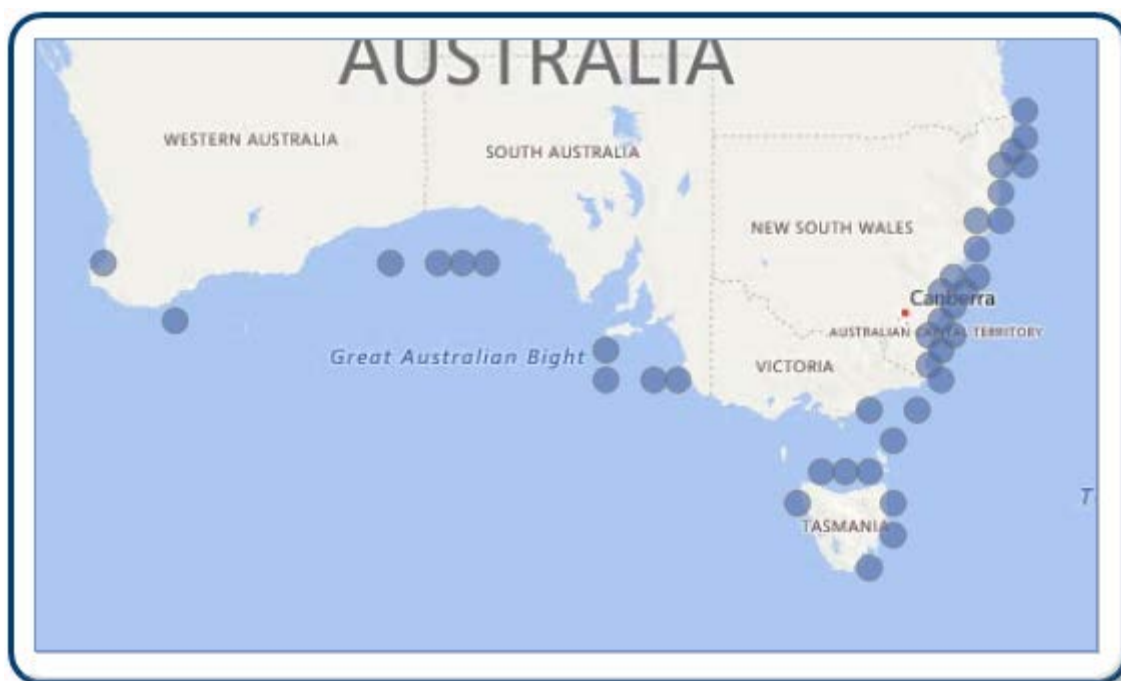 AUSTRALIA
WESTERN AUSTRALIA
SOUTH AUSTRALIA
NEW SOUTH WALES
Canberra
AUSTRALIAN CAPITAL TERRITORY
Great Australian Bight
VICTORIA
TASMANIA